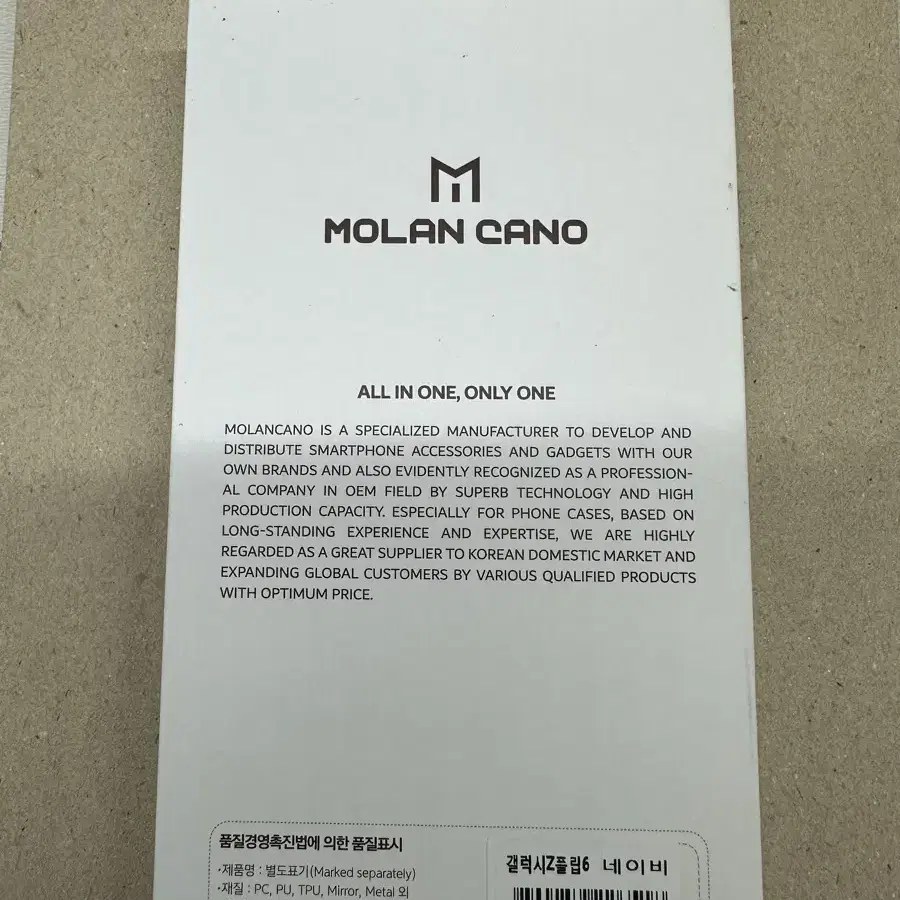 MOLAN CANO
ALL IN ONE, ONLY ONE
MOLANCANO IS A SPECIALIZED MANUFACTURER TO DEVELOP AND
DISTRIBUTE SMARTPHONE ACCESSORIES AND GADGETS WITH OUR
OWN BRANDS AND ALSO EVIDENTLY RECOGNIZED AS A PROFESSION-
AL COMPANY IN OEM FIELD BY SUPERB TECHNOLOGY AND HIGH
PRODUCTION CAPACITY. ESPECIALLY FOR PHONE CASES, BASED ON
LONG-STANDING EXPERIENCE AND EXPERTISE, WE ARE HIGHLY
REGARDED AS A GREAT SUPPLIER TO KOREAN DOMESTIC MARKET AND
EXPANDING GLOBAL CUSTOMERS BY VARIOUS QUALIFIED PRODUCTS
WITH OPTIMUM PRICE.
품질경영촉진법에 의한 품질표시
·제품명 : 별도표기(Marked separately)
·재질 : PC, PU, TPU, Mirror, Metal 외
갤럭시Z플립6 네이비